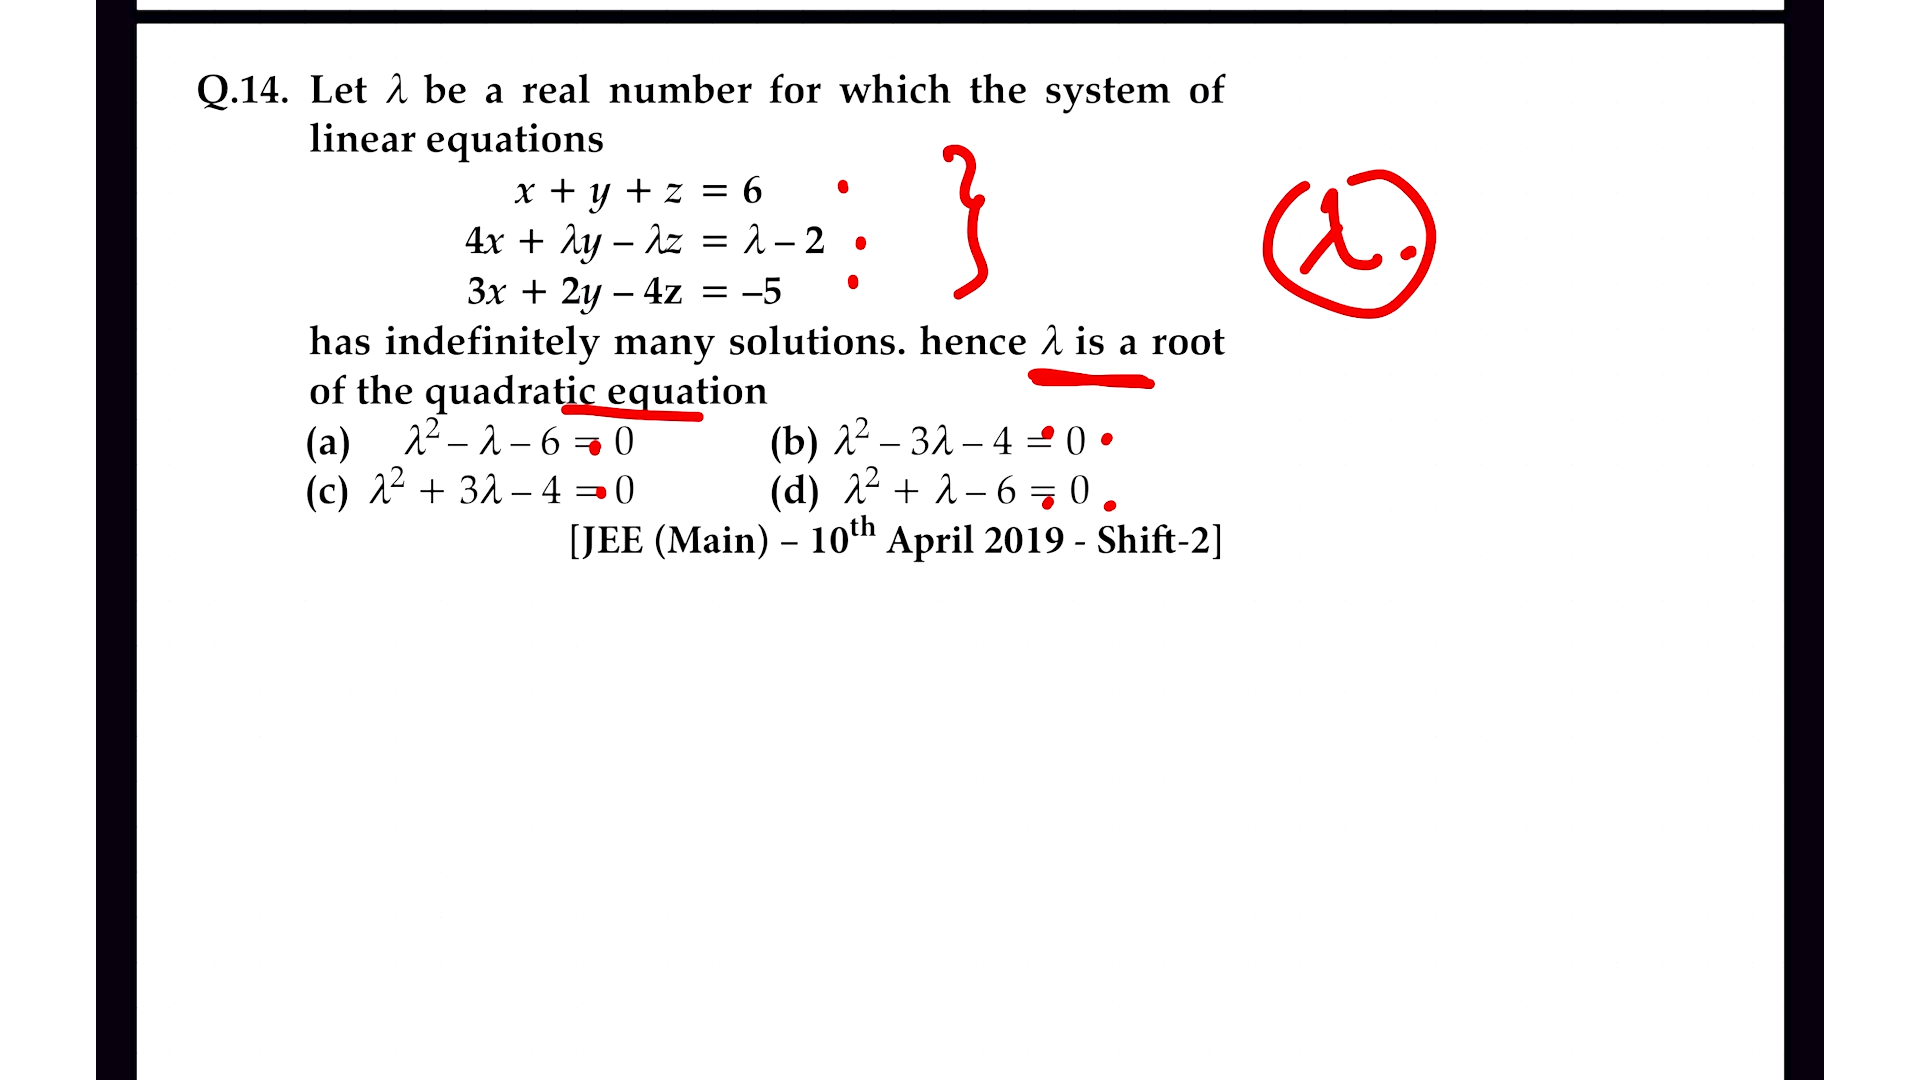 Q.14. Let λ be a real number for which the system of
linear equations
x + y + z = 6
4x + λy – λz = λ – 2
3x + 2y – 4z = –5
has indefinitely many solutions. hence λ is a root
of the quadratic equation
(a) λ² – λ – 6 = 0 (b) λ² – 3λ – 4 = 0
(c) λ² + 3λ – 4 = 0 (d) λ² + λ – 6 = 0
[JEE (Main) – 10th April 2019 - Shift-2]
λ.